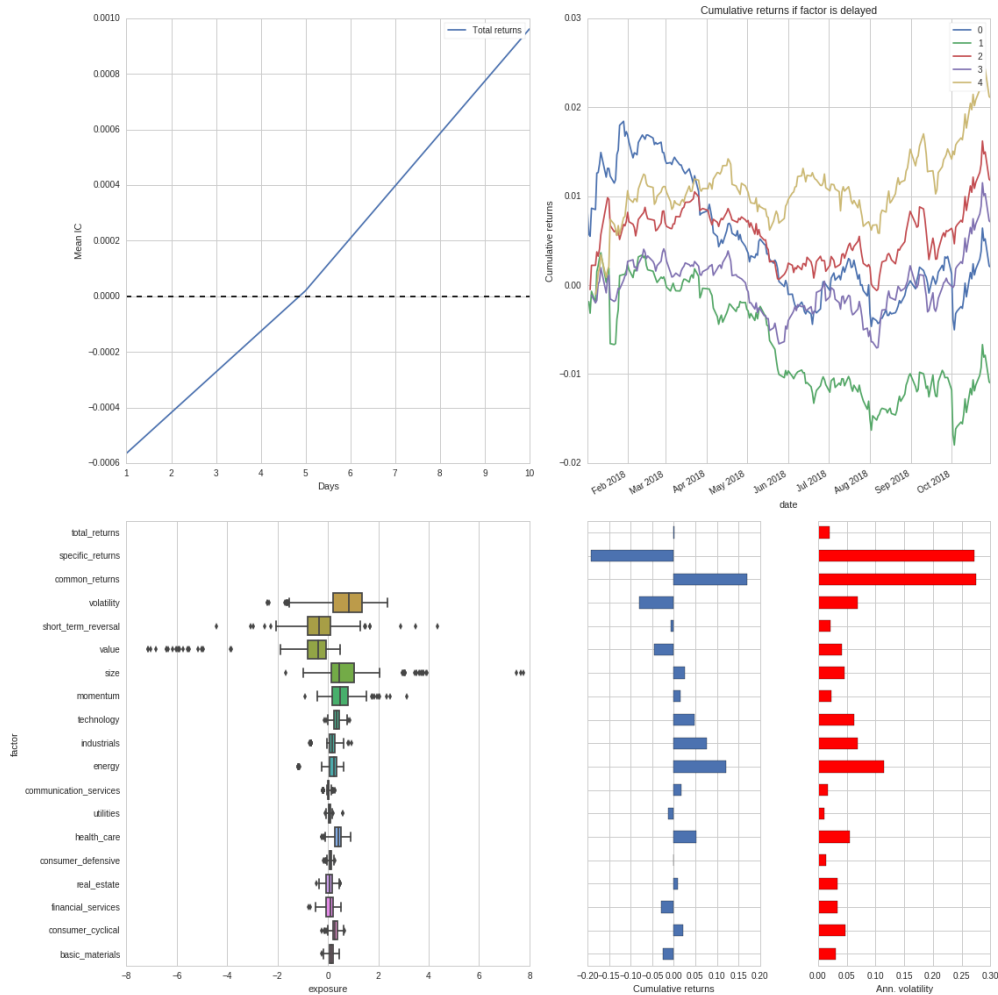 0.0010
0.0008
0.0006
0.0004
0.0002
0.0000
−0.0002
−0.0004
−0.0006
Mean IC
Total returns
1 2 3 4 5 6 7 8 9 10
Days
Cumulative returns if factor is delayed
0.03
0.02
0.01
0.00
−0.01
−0.02
Cumulative returns
0
1
2
3
4
Feb 2018 Mar 2018 Apr 2018 May 2018 Jun 2018 Jul 2018 Aug 2018 Sep 2018 Oct 2018
date
factor
total_returns
specific_returns
common_returns
volatility
short_term_reversal
value
size
momentum
technology
industrials
energy
communication_services
utilities
health_care
consumer_defensive
real_estate
financial_services
consumer_cyclical
basic_materials
−8 −6 −4 −2 0 2 4 6 8
exposure
−0.20 −0.15 −0.10 −0.05 0.00 0.05 0.10 0.15 0.20
Cumulative returns
0.00 0.05 0.10 0.15 0.20 0.25 0.30
Ann. volatility